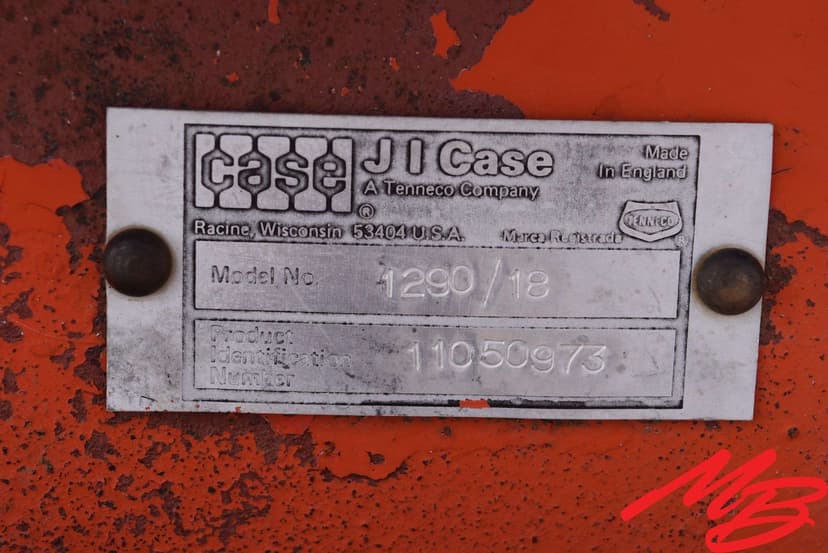 case
J I Case
A Tenneco Company
®
Made
In England
Racine, Wisconsin 53404 U.S.A.
Marca Registrada
TENNECO
®
Model No. 1290/18
Product
Identification
Number
11050973
MB